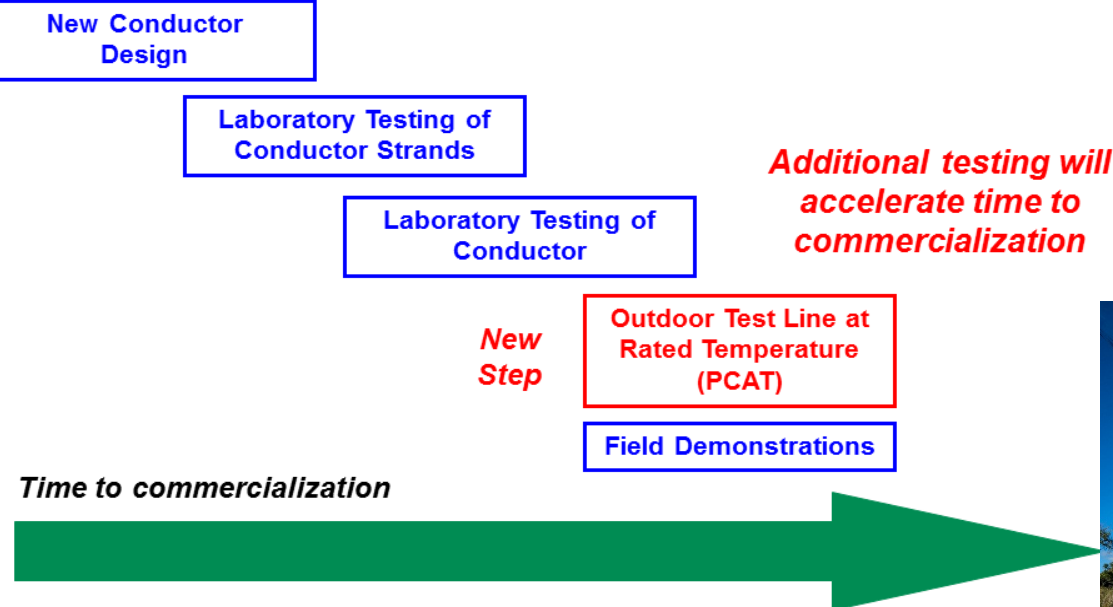 New Conductor
Design
Laboratory Testing of
Conductor Strands
Additional testing will
accelerate time to
commercialization
Laboratory Testing of
Conductor
New
Step
Outdoor Test Line at
Rated Temperature
(PCAT)
Field Demonstrations
Time to commercialization